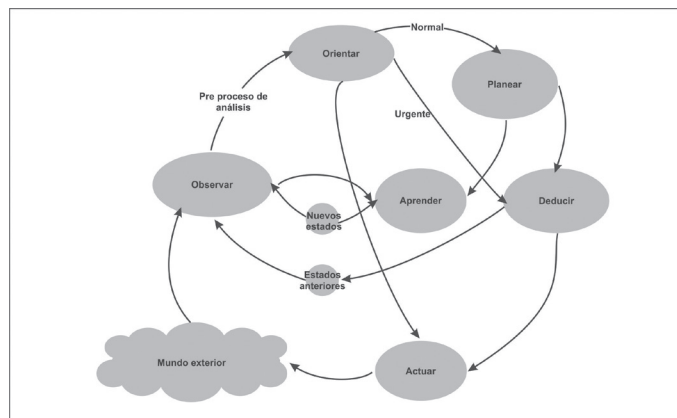 Normal
Orientar
Planear
Pre proceso de
análisis
Urgente
Observar
Aprender
Deducir
Nuevos
estados
Estados
anteriores
Mundo exterior
Actuar